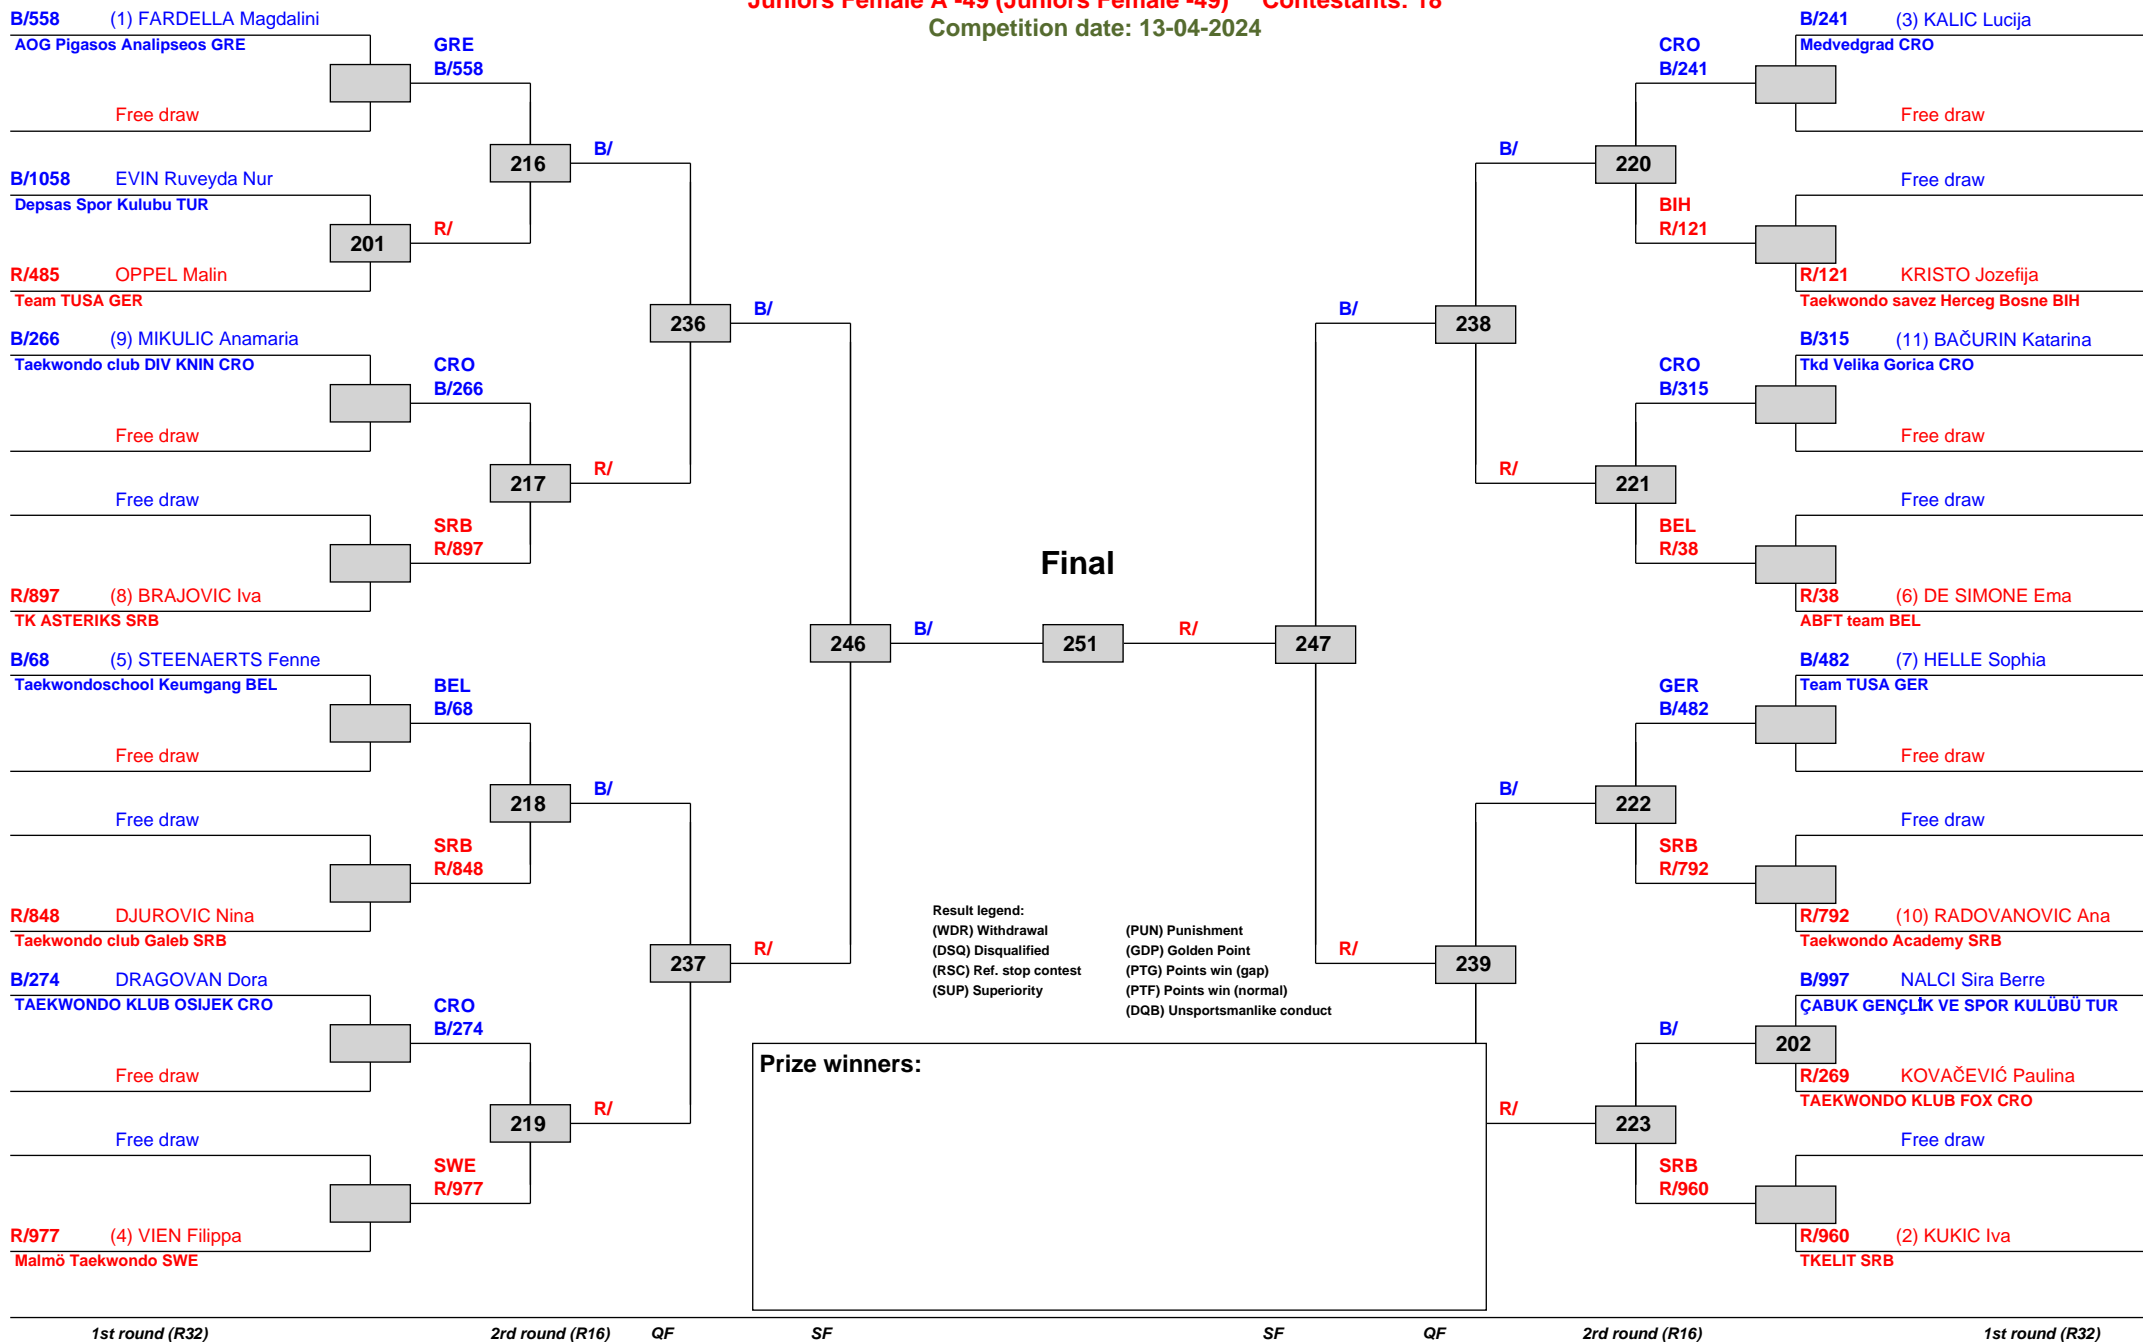 Juniors Female A -49 (Juniors Female -49) Contestants: 18
Competition date: 13-04-2024
B/558 (1) FARDELLA Magdalini
AOG Pigasos Analipseos GRE
GRE
B/558
Free draw
216
B/
B/1058 EVIN Ruveyda Nur
Depsas Spor Kulubu TUR
201
R/
R/485 OPPEL Malin
Team TUSA GER
236
B/
B/266 (9) MIKULIC Anamaria
Taekwondo club DIV KNIN CRO
CRO
B/266
Free draw
217
R/
Free draw
SRB
R/897
R/897 (8) BRAJOVIC Iva
TK ASTERIKS SRB
246
B/
B/68 (5) STEENAERTS Fenne
Taekwondoschool Keumgang BEL
BEL
B/68
Free draw
218
B/
Free draw
SRB
R/848
R/848 DJUROVIC Nina
Taekwondo club Galeb SRB
237
R/
B/274 DRAGOVAN Dora
TAEKWONDO KLUB OSIJEK CRO
CRO
B/274
Free draw
219
R/
Free draw
SWE
R/977
R/977 (4) VIEN Filippa
Malmö Taekwondo SWE
Final
251
B/241 (3) KALIC Lucija
Medvedgrad CRO
CRO
B/241
Free draw
B/
220
Free draw
BIH
R/121
R/121 KRISTO Jozefija
Taekwondo savez Herceg Bosne BIH
B/
238
B/315 (11) BAČURIN Katarina
Tkd Velika Gorica CRO
CRO
B/315
Free draw
R/
221
Free draw
BEL
R/38
R/38 (6) DE SIMONE Ema
ABFT team BEL
R/
247
B/482 (7) HELLE Sophia
Team TUSA GER
GER
B/482
Free draw
B/
222
Free draw
SRB
R/792
R/792 (10) RADOVANOVIC Ana
Taekwondo Academy SRB
R/
239
B/997 NALCI Sira Berre
ÇABUK GENÇLİK VE SPOR KULÜBÜ TUR
B/
202
R/269 KOVAČEVIĆ Paulina
TAEKWONDO KLUB FOX CRO
R/
223
Free draw
SRB
R/960
R/960 (2) KUKIC Iva
TKELIT SRB
Result legend:
(WDR) Withdrawal (PUN) Punishment
(DSQ) Disqualified (GDP) Golden Point
(RSC) Ref. stop contest (PTG) Points win (gap)
(SUP) Superiority (PTF) Points win (normal)
(DQB) Unsportsmanlike conduct
Prize winners:
1st round (R32) 2rd round (R16) QF SF SF QF 2rd round (R16) 1st round (R32)